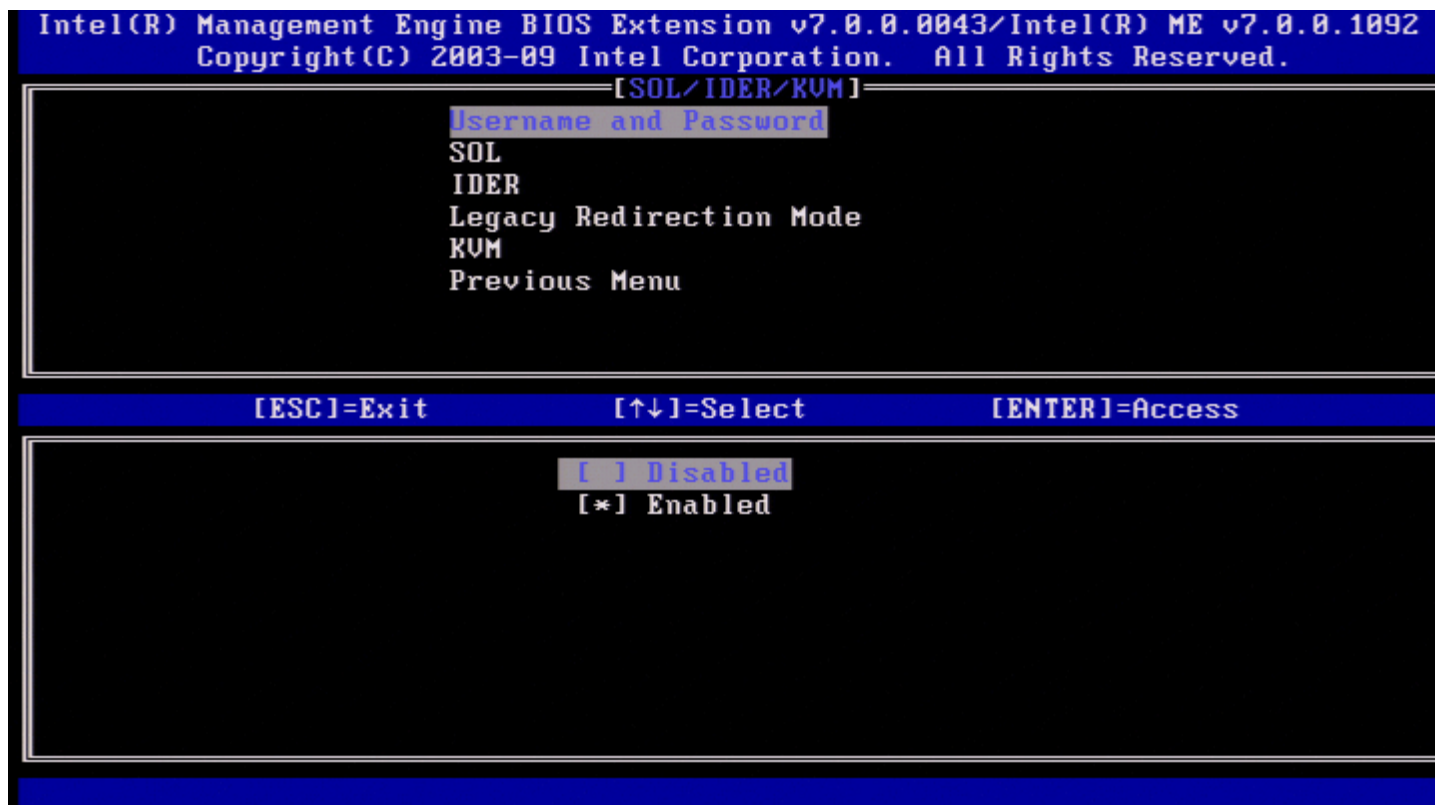 Intel(R) Management Engine BIOS Extension v7.0.0.0043/Intel(R) ME v7.0.0.1092
Copyright(C) 2003-09 Intel Corporation. All Rights Reserved.
[SOL/IDER/KVM]
Username and Password
SOL
IDER
Legacy Redirection Mode
KVM
Previous Menu
[ESC]=Exit [↑↓]=Select [ENTER]=Access
[ ] Disabled
[*] Enabled